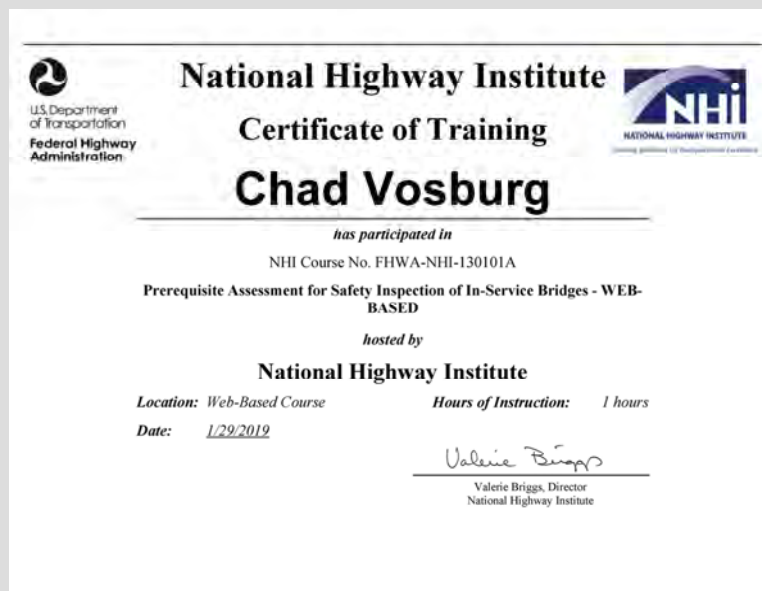 U.S. Department
of Transportation
Federal Highway
Administration
National Highway Institute
Certificate of Training
NHi
NATIONAL HIGHWAY INSTITUTE
Chad Vosburg
has participated in
NHI Course No. FHWA-NHI-130101A
Prerequisite Assessment for Safety Inspection of In-Service Bridges - WEB-
BASED
hosted by
National Highway Institute
Location: Web-Based Course Hours of Instruction: 1 hours
Date: 1/29/2019
Valerie Briggs
Valerie Briggs, Director
National Highway Institute